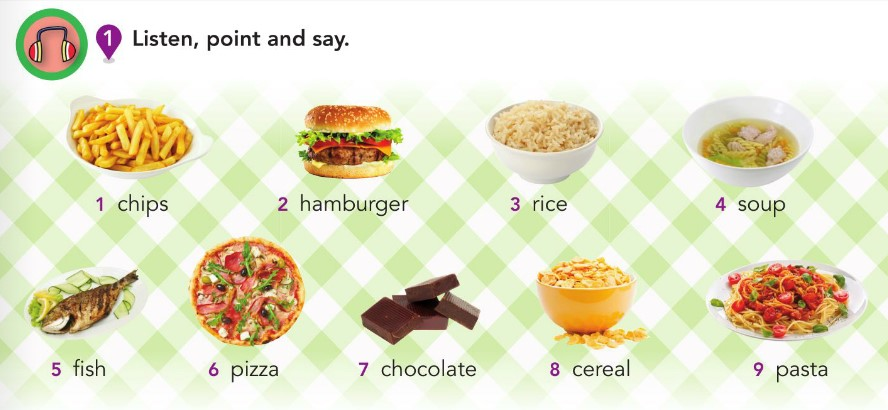 1 Listen, point and say.
1 chips
2 hamburger
3 rice
4 soup
5 fish
6 pizza
7 chocolate
8 cereal
9 pasta